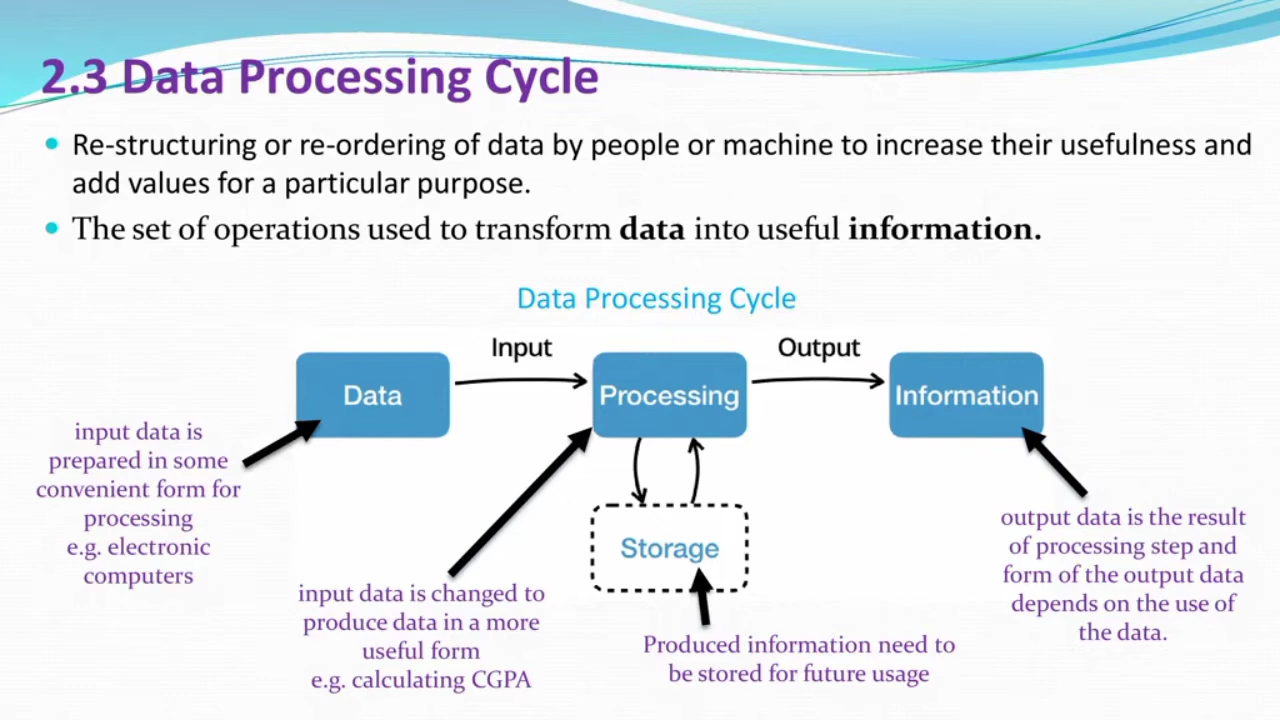 2.3 Data Processing Cycle
Re-structuring or re-ordering of data by people or machine to increase their usefulness and
add values for a particular purpose.
The set of operations used to transform data into useful information.
Data Processing Cycle
Input
Output
Data
Processing
Information
input data is
prepared in some
convenient form for
processing
e.g. electronic
computers
Storage
input data is changed to
produce data in a more
useful form
e.g. calculating CGPA
Produced information need to
be stored for future usage
output data is the result
of processing step and
form of the output data
depends on the use of
the data.